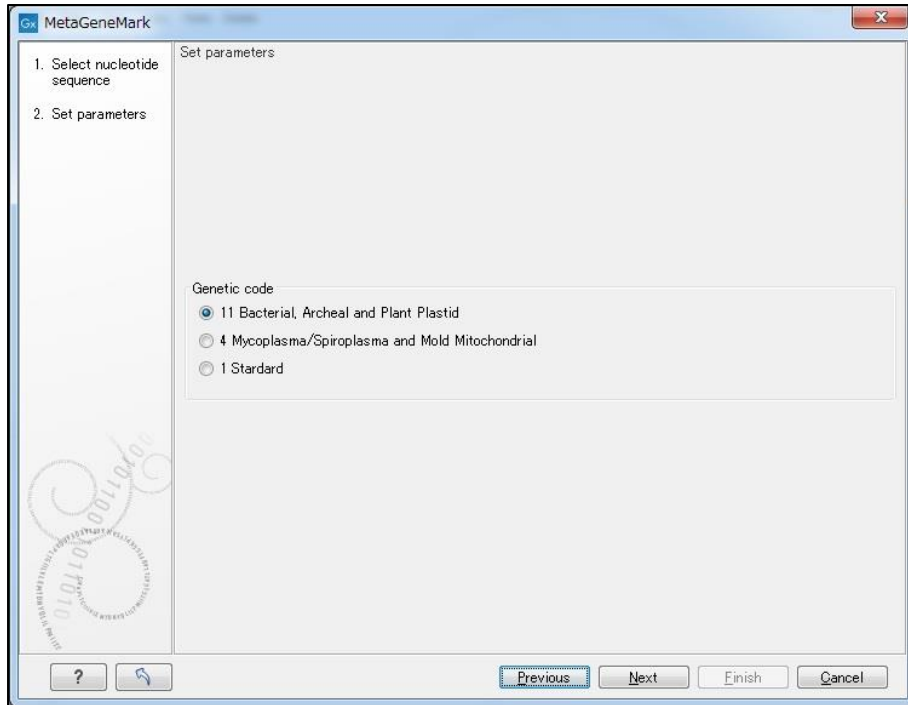 Gx MetaGeneMark
1. Select nucleotide
sequence
2. Set parameters
Set parameters
Genetic code
11 Bacterial, Archeal and Plant Plastid
4 Mycoplasma/Spiroplasma and Mold Mitochondrial
1 Stardard
?
Previous
Next
Finish
Cancel